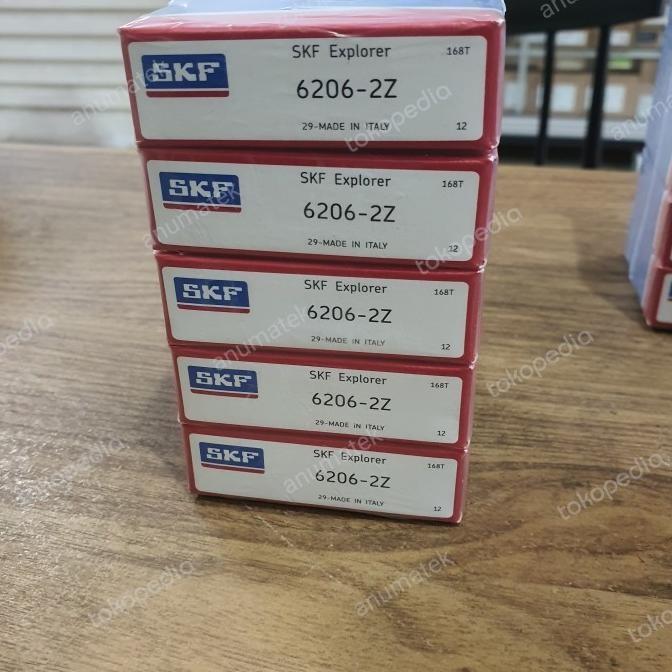 SKF
SKF Explorer
168T
6206-2Z
29-MADE IN ITALY
12
SKF
SKF Explorer
168T
6206-2Z
29-MADE IN ITALY
12
SKF
SKF Explorer
168T
6206-2Z
29-MADE IN ITALY
12
SKF
SKF Explorer
168T
6206-2Z
29-MADE IN ITALY
12
SKF
SKF Explorer
168T
6206-2Z
29-MADE IN ITALY
12
anumatek
tokopedia